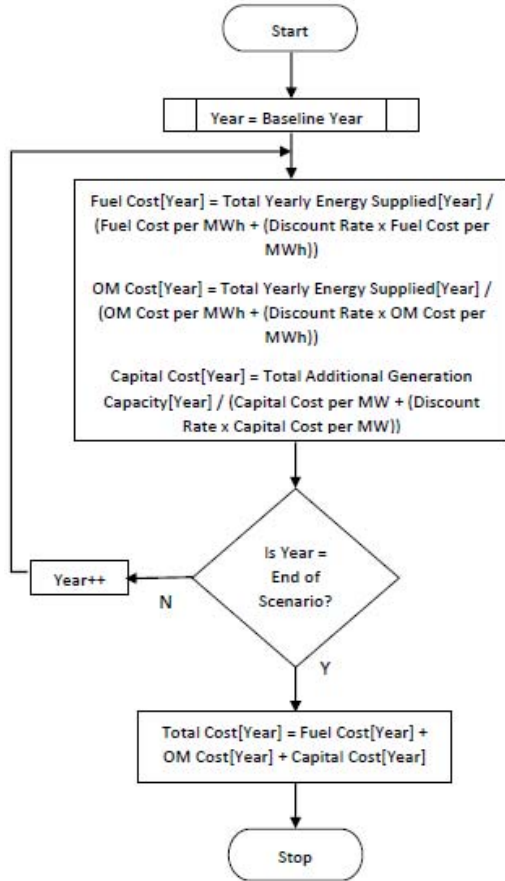 Start
Year = Baseline Year
Fuel Cost[Year] = Total Yearly Energy Supplied[Year] /
(Fuel Cost per MWh + (Discount Rate x Fuel Cost per
MWh))
OM Cost[Year] = Total Yearly Energy Supplied[Year] /
(OM Cost per MWh + (Discount Rate x OM Cost per
MWh))
Capital Cost[Year] = Total Additional Generation
Capacity[Year] / (Capital Cost per MW + (Discount
Rate x Capital Cost per MW))
Is Year =
End of
Scenario?
Year++
N
Y
Total Cost[Year] = Fuel Cost[Year] +
OM Cost[Year] + Capital Cost[Year]
Stop